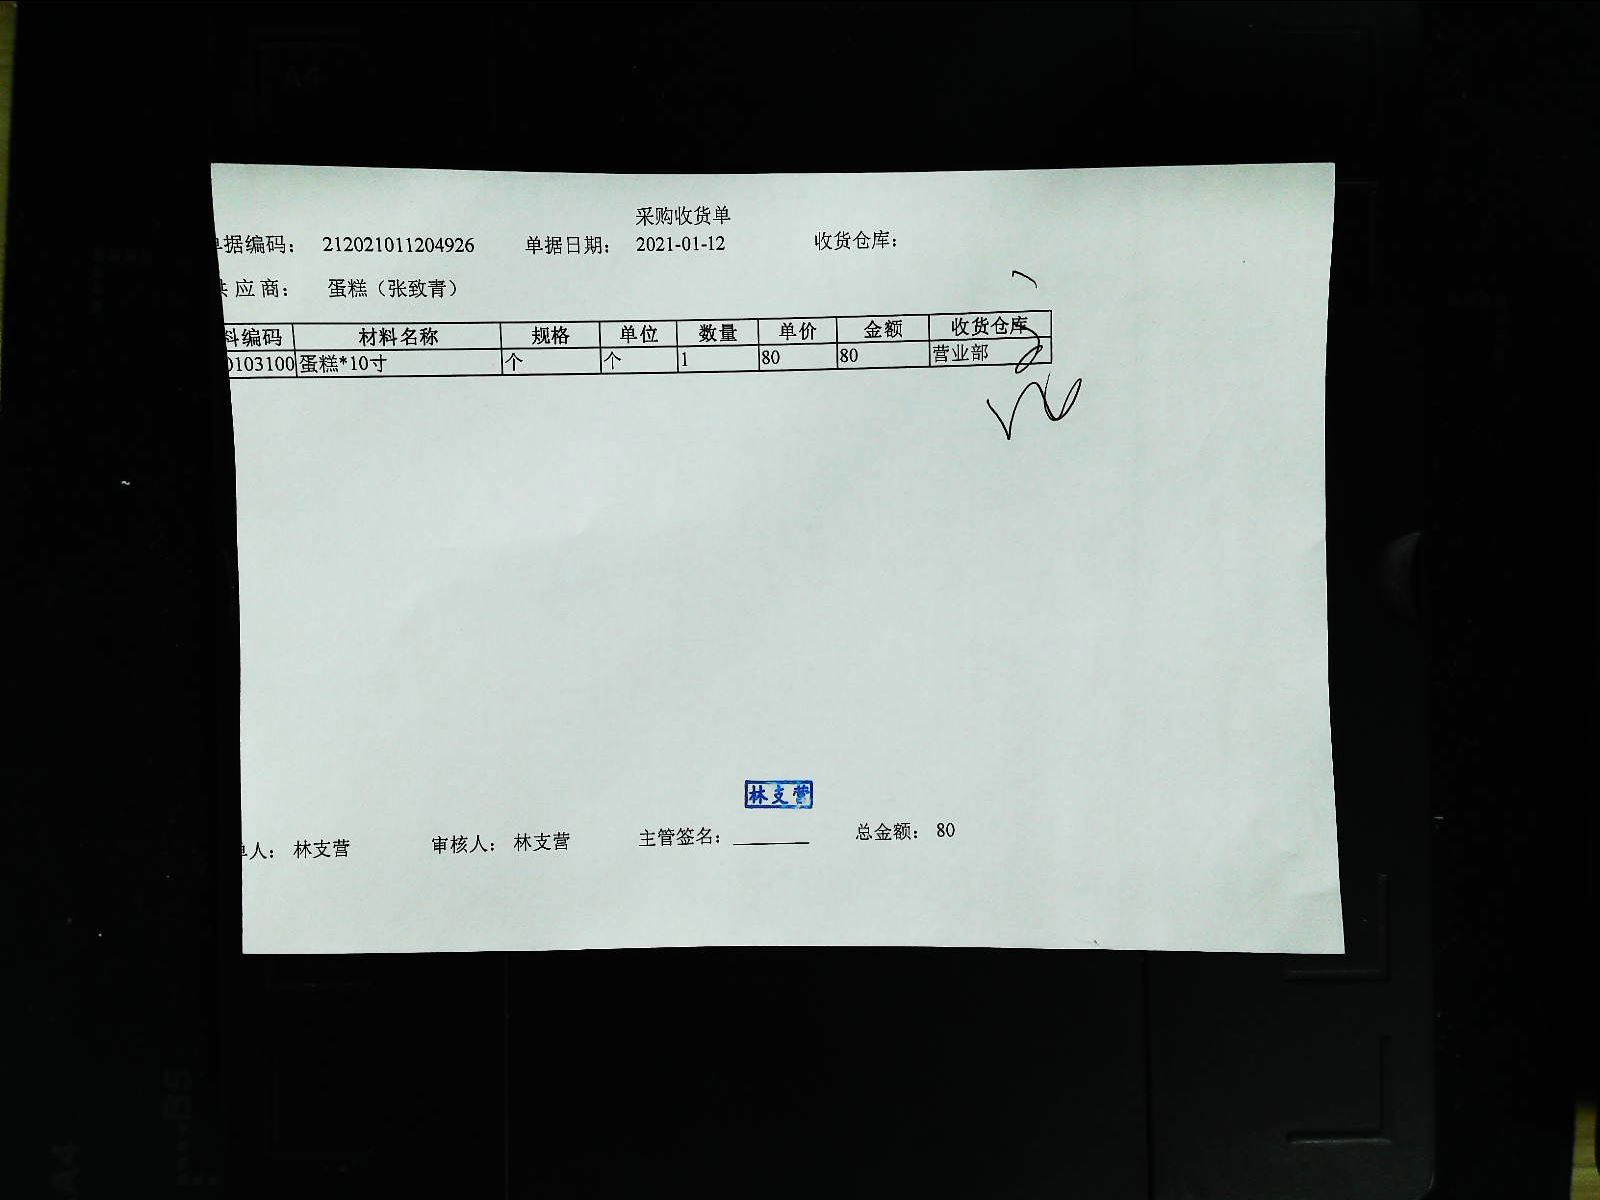 采购收货单
据编码： 212021011204926 单据日期： 2021-01-12 收货仓库：
应商： 蛋糕（张致青）
料编码 材料名称 规格 单位 数量 单价 金额 收货仓库
0103100 蛋糕*10寸 个 个 1 80 80 营业部
林支营
单人： 林支营 审核人： 林支营 主管签名： 总金额： 80